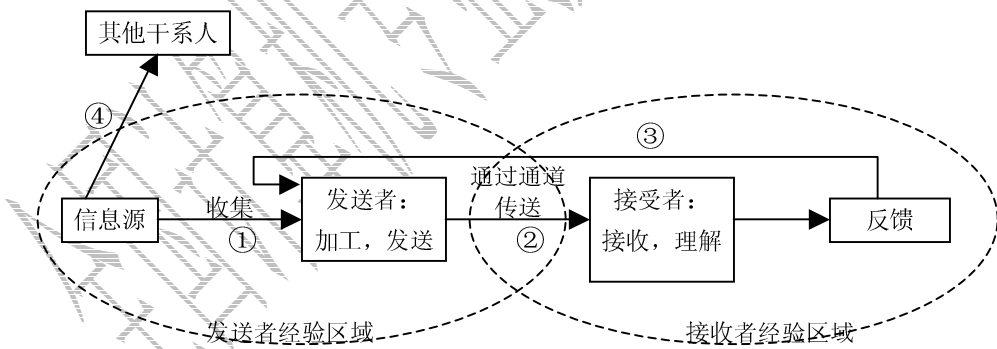 其他干系人
④
③
通过通道
传送
②
信息源
收集
①
发送者：
加工，发送
接受者：
接收，理解
反馈
发送者经验区域
接收者经验区域